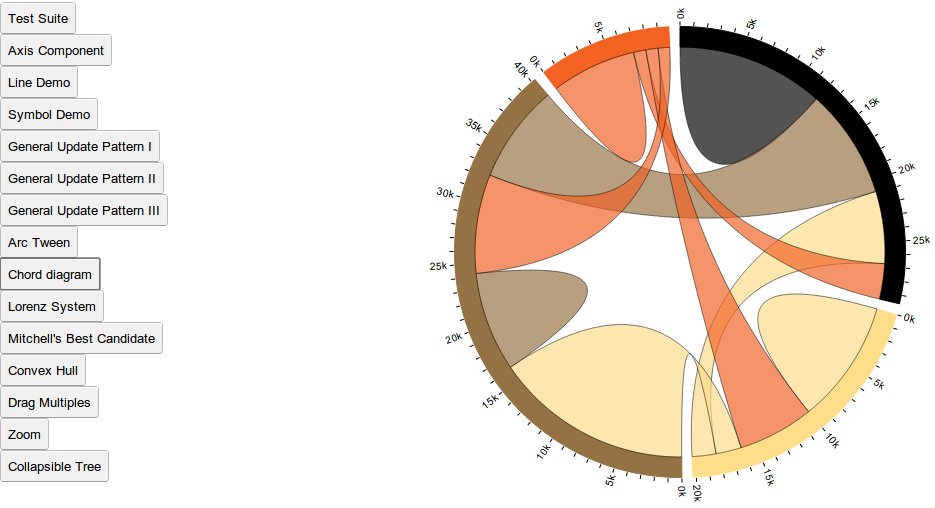 Test Suite
Axis Component
Line Demo
Symbol Demo
General Update Pattern I
General Update Pattern II
General Update Pattern III
Arc Tween
Chord diagram
Lorenz System
Mitchell's Best Candidate
Convex Hull
Drag Multiples
Zoom
Collapsible Tree
0k
5k
10k
15k
20k
25k
0k
5k
10k
15k
20k
0k
5k
10k
15k
20k
25k
30k
35k
40k
0k
5k